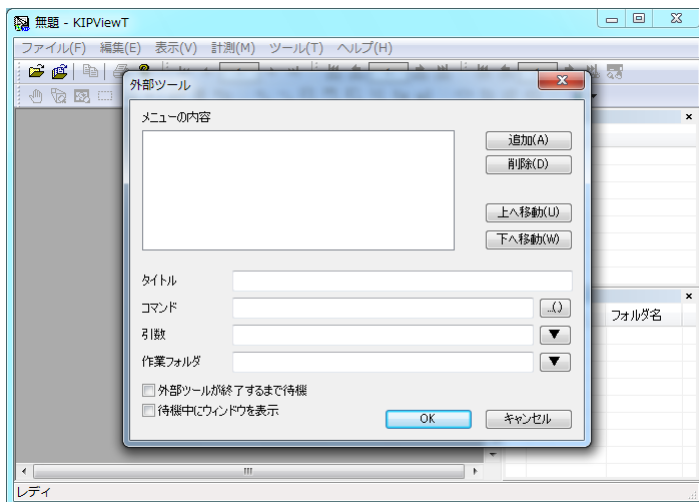 無題 - KIPViewT
ファイル(F) 編集(E) 表示(V) 計測(M) ツール(T) ヘルプ(H)
外部ツール
メニューの内容
追加(A)
削除(D)
上へ移動(U)
下へ移動(W)
タイトル
コマンド
...(.)
引数
作業フォルダ
フォルダ名
外部ツールが終了するまで待機
待機中にウィンドウを表示
OK
キャンセル
レディ